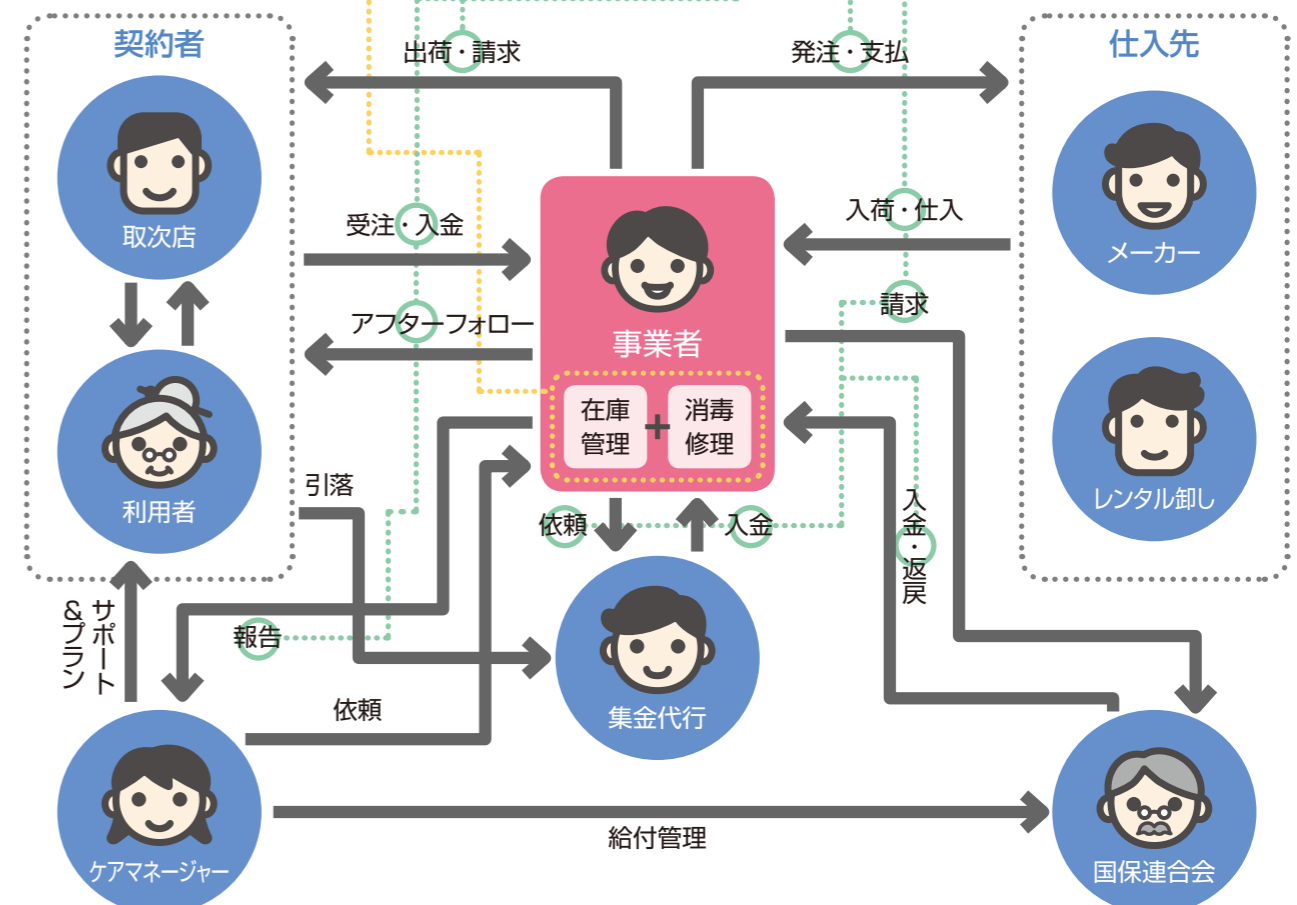 契約者
出荷・請求
発注・支払
仕入先
取次店
受注・入金
入荷・仕入
メーカー
アフターフォロー
請求
事業者
在庫
管理
+
消毒
修理
利用者
引落
依頼
入金
入金・返戻
レンタル卸し
サポート
&プラン
報告
依頼
集金代行
ケアマネージャー
給付管理
国保連合会